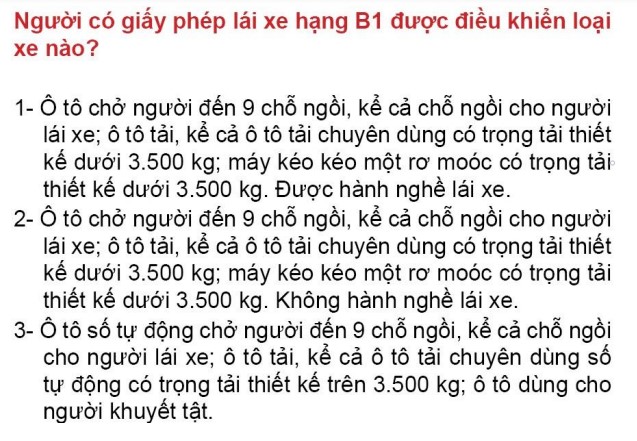 Người có giấy phép lái xe hạng B1 được điều khiển loại
xe nào?
1- Ô tô chở người đến 9 chỗ ngồi, kể cả chỗ ngồi cho người
lái xe; ô tô tải, kể cả ô tô tải chuyên dùng có trọng tải thiết
kế dưới 3.500 kg; máy kéo kéo một rơ moóc có trọng tải
thiết kế dưới 3.500 kg. Được hành nghề lái xe.
2- Ô tô chở người đến 9 chỗ ngồi, kể cả chỗ ngồi cho người
lái xe; ô tô tải, kể cả ô tô tải chuyên dùng có trọng tải thiết
kế dưới 3.500 kg; máy kéo kéo một rơ moóc có trọng tải
thiết kế dưới 3.500 kg. Không hành nghề lái xe.
3- Ô tô số tự động chở người đến 9 chỗ ngồi, kể cả chỗ ngồi
cho người lái xe; ô tô tải, kể cả ô tô tải chuyên dùng số
tự động có trọng tải thiết kế trên 3.500 kg; ô tô dùng cho
người khuyết tật.